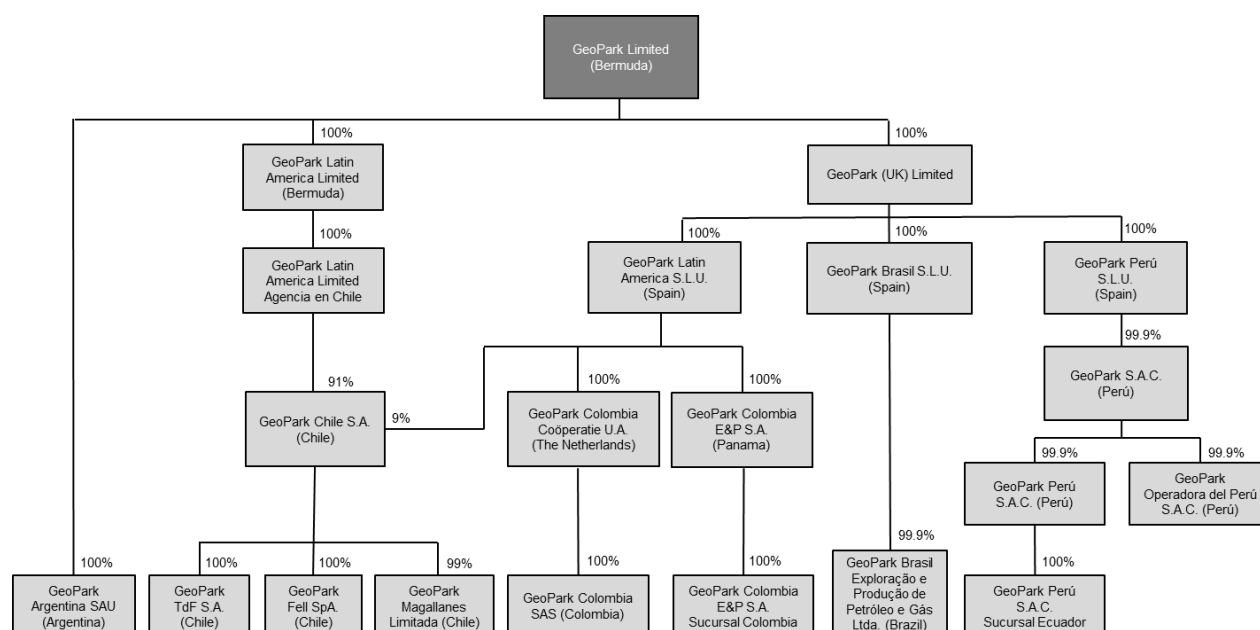 GeoPark Limited
(Bermuda)
100%
100%
GeoPark Latin
America Limited
(Bermuda)
GeoPark (UK) Limited
100%
100%
100%
100%
GeoPark Latin
America Limited
Agencia en Chile
GeoPark Latin
America S.L.U.
(Spain)
GeoPark Brasil S.L.U.
(Spain)
GeoPark Perú
S.L.U.
(Spain)
99.9%
GeoPark S.A.C.
(Perú)
91%
100%
100%
GeoPark Chile S.A.
(Chile)
9%
GeoPark Colombia
Coöperatie U.A.
(The Netherlands)
GeoPark Colombia
E&P S.A.
(Panama)
99.9%
99.9%
GeoPark Perú
S.A.C. (Perú)
GeoPark
Operadora del Perú
S.A.C. (Perú)
100%
100%
100%
99%
100%
100%
99.9%
100%
GeoPark
Argentina SAU
(Argentina)
GeoPark
TdF S.A.
(Chile)
GeoPark
Fell SpA.
(Chile)
GeoPark
Magallanes
Limitada (Chile)
GeoPark Colombia
SAS (Colombia)
GeoPark Colombia
E&P S.A.
Sucursal Colombia
GeoPark Brasil
Exploração e
Produção de
Petróleo e Gás
Ltda. (Brazil)
GeoPark Perú
S.A.C.
Sucursal Ecuador